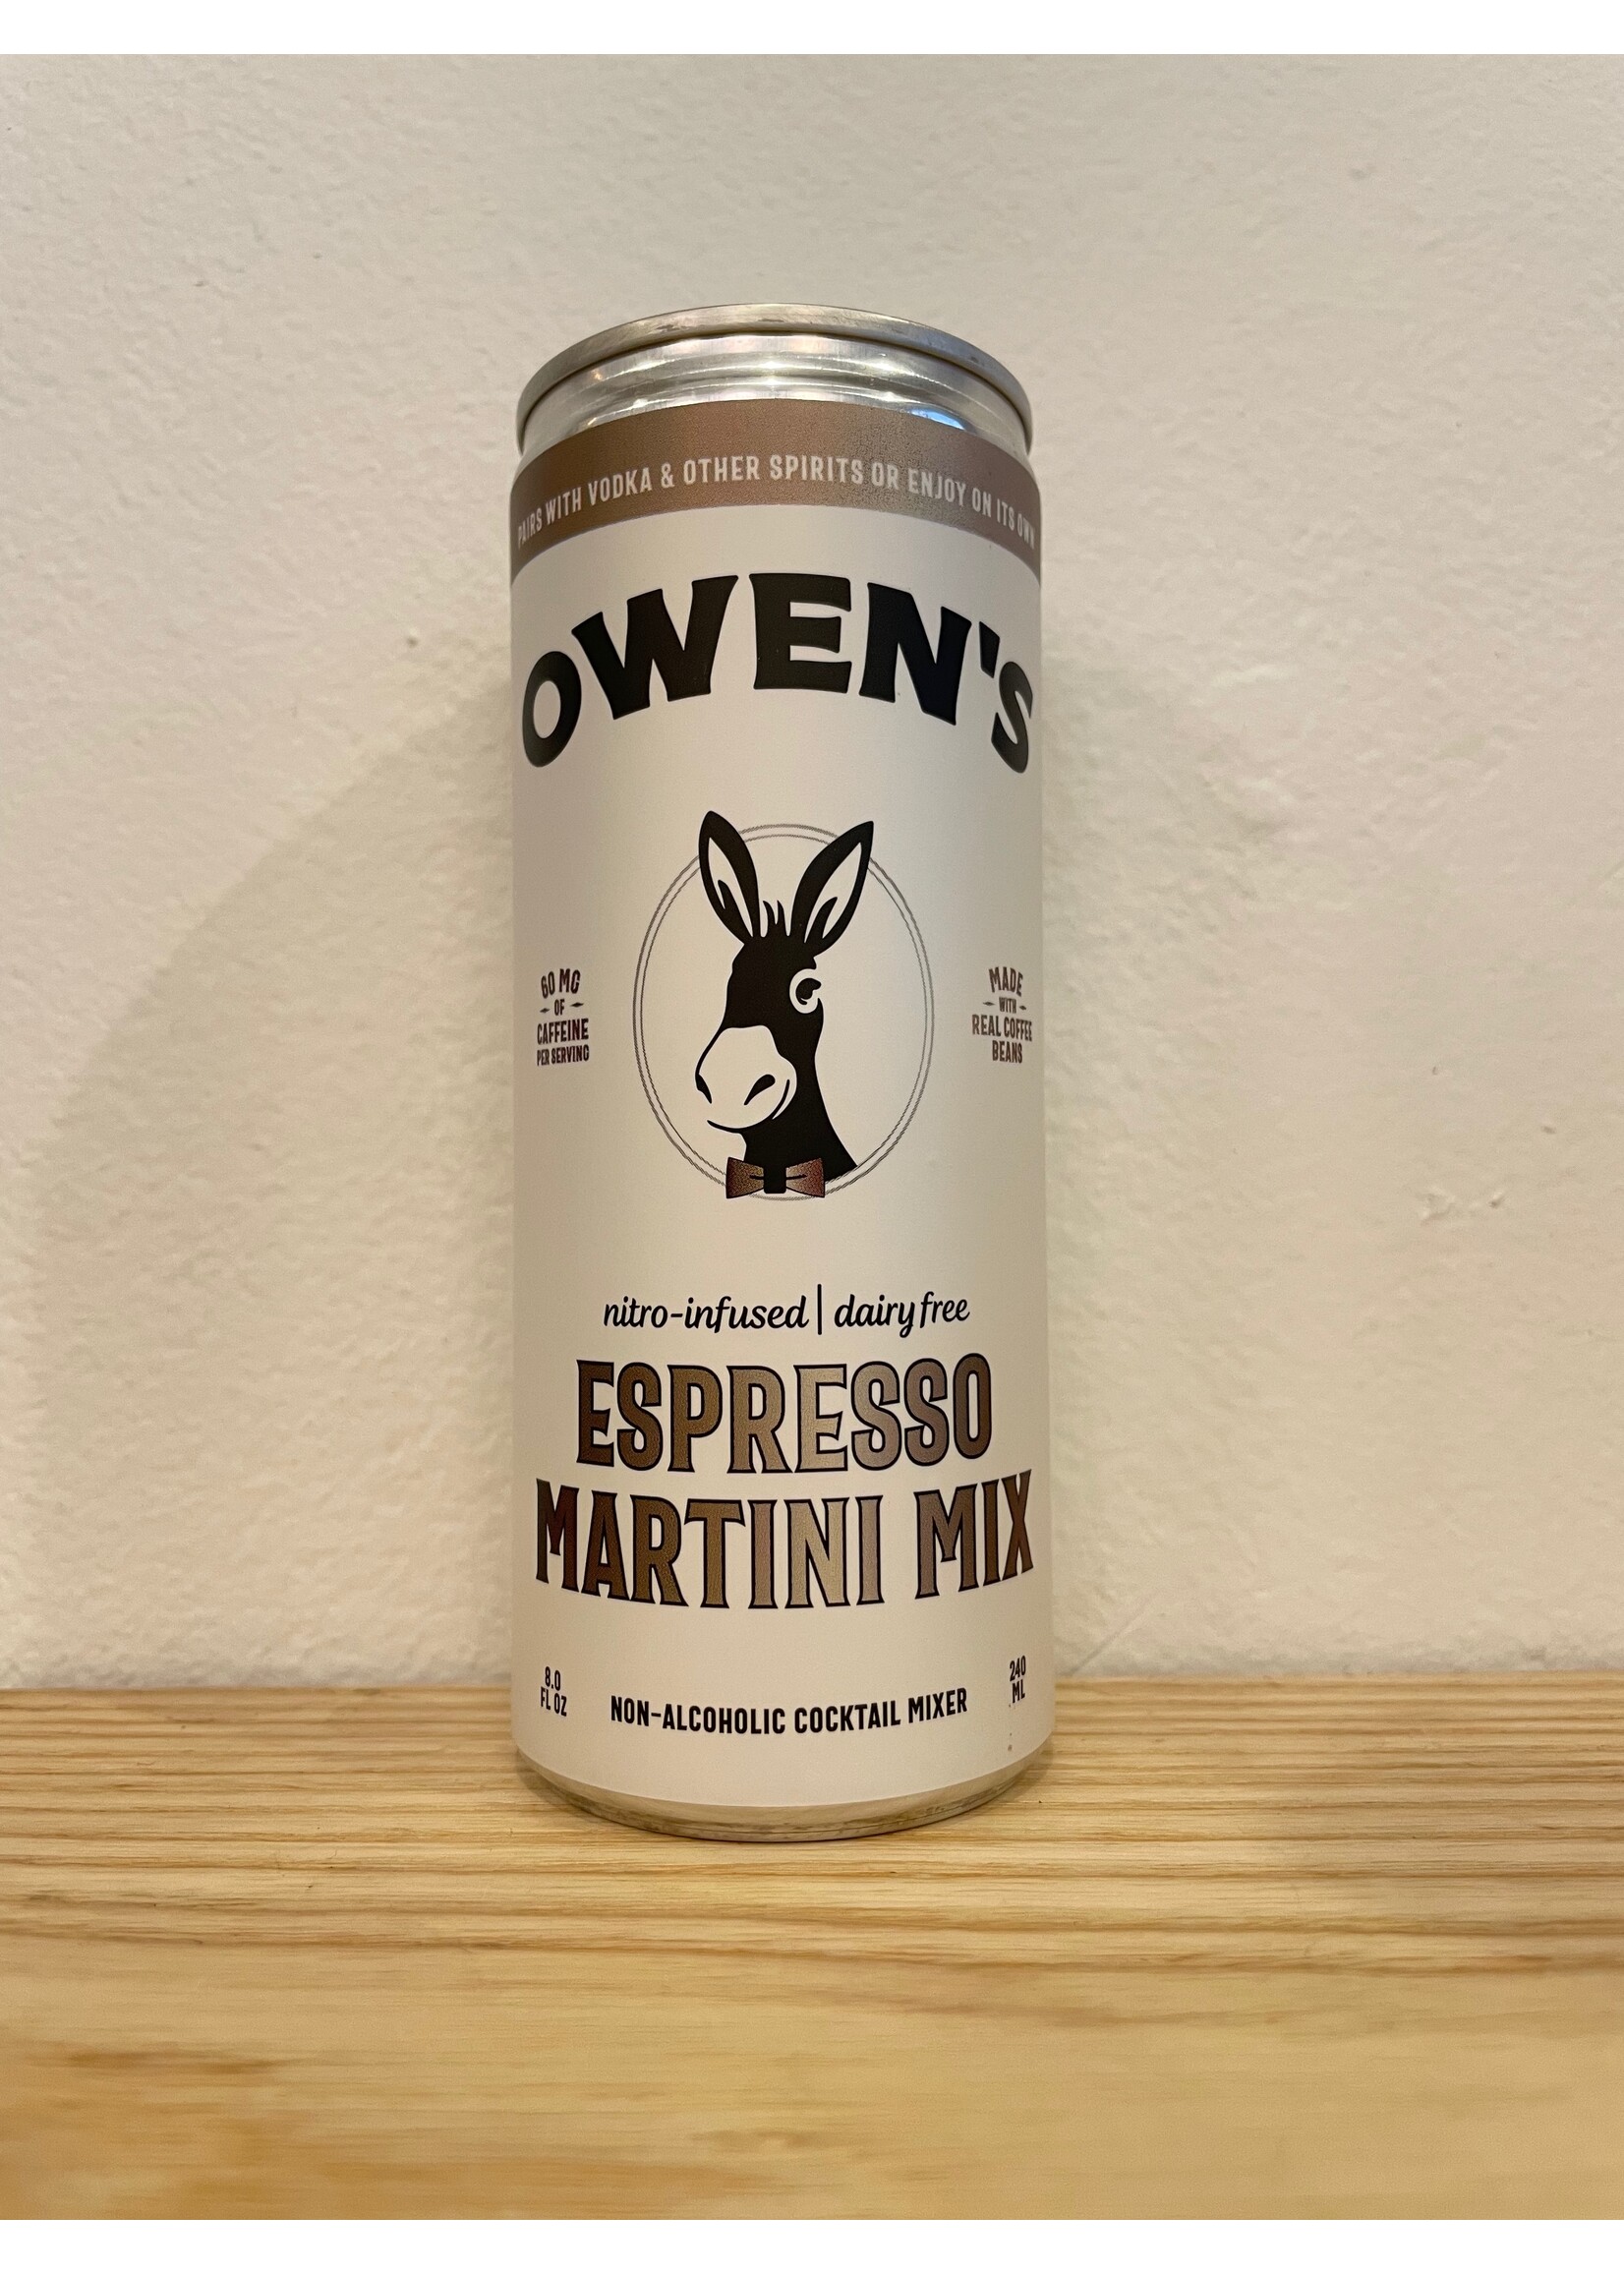 PAIRS WITH VODKA & OTHER SPIRITS OR ENJOY ON ITS OWN
OWEN'S
60 MG
OF
CAFFEINE
PER SERVING
MADE
WITH
REAL COFFEE
BEANS
nitro-infused | dairy free
ESPRESSO
MARTINI MIX
8.0
FL OZ
NON-ALCOHOLIC COCKTAIL MIXER
240
ML